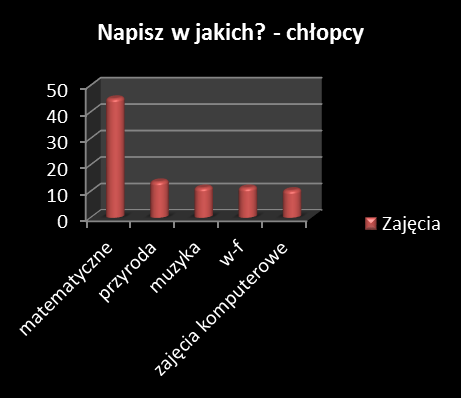 Napisz w jakich? - chłopcy
50
40
30
20
10
0
matematyczne
przyroda
muzyka
w-f
zajęcia komputerowe
Zajęcia